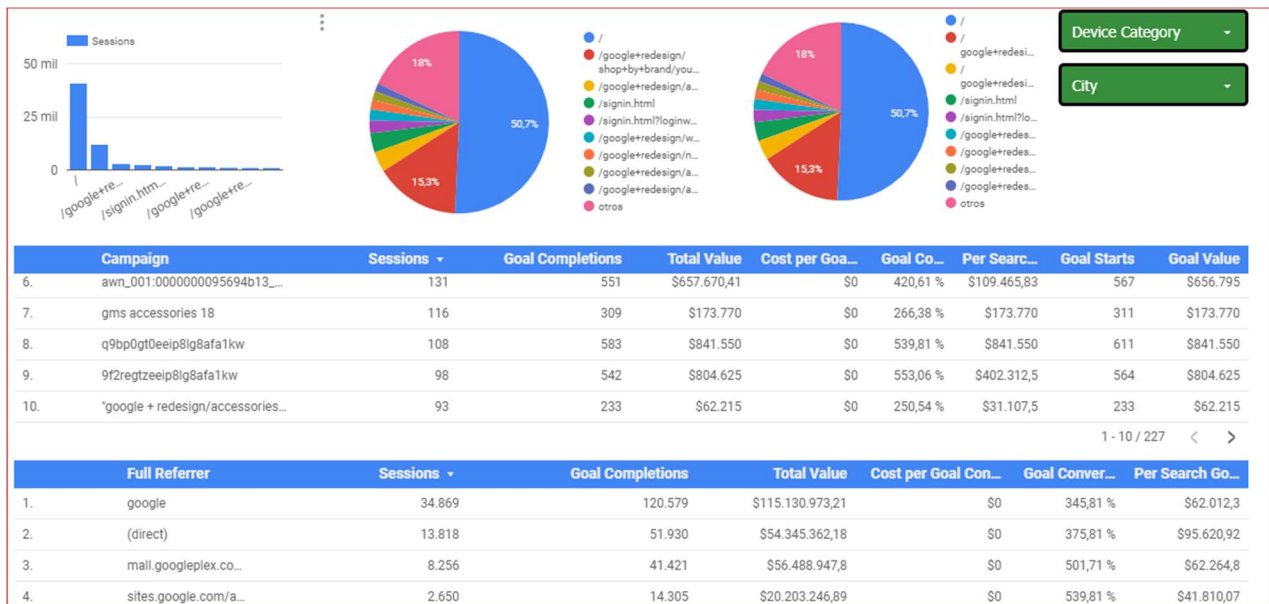 Sessions
50 mil
25 mil
0
/
/google+re...
/signin.htm...
/google+re...
/google+re...
18%
50,7%
15,3%
/
/google+redesign/
shop+by+brand/you...
/google+redesign/a...
/signin.html
/signin.html?loginw...
/google+redesign/w...
/google+redesign/n...
/google+redesign/a...
/google+redesign/a...
otros
18%
50,7%
15,3%
/
/
google+redesi...
/
google+redesi...
/signin.html
/signin.html?lo...
/google+redes...
/google+redes...
/google+redes...
/google+redes...
otros
Device Category
City
Campaign Sessions Goal Completions Total Value Cost per Goa... Goal Co... Per Searc... Goal Starts Goal Value
6. awn_001:0000000095694b13_... 131 551 $657.670,41 $0 420,61 % $109.465,83 567 $656.795
7. gms accessories 18 116 309 $173.770 $0 266,38 % $173.770 311 $173.770
8. q9bp0gt0eeip8lg8afa1kw 108 583 $841.550 $0 539,81 % $841.550 611 $841.550
9. 9f2regtzeeip8lg8afa1kw 98 542 $804.625 $0 553,06 % $402.312,5 564 $804.625
10. "google + redesign/accessories... 93 233 $62.215 $0 250,54 % $31.107,5 233 $62.215
1 - 10 / 227
Full Referrer Sessions Goal Completions Total Value Cost per Goal Con... Goal Conver... Per Search Go...
1. google 34.869 120.579 $115.130.973,21 $0 345,81 % $62.012,3
2. (direct) 13.818 51.930 $54.345.362,18 $0 375,81 % $95.620,92
3. mall.googleplex.co... 8.256 41.421 $56.488.947,8 $0 501,71 % $62.264,8
4. sites.google.com/a... 2.650 14.305 $20.203.246,89 $0 539,81 % $41.810,07